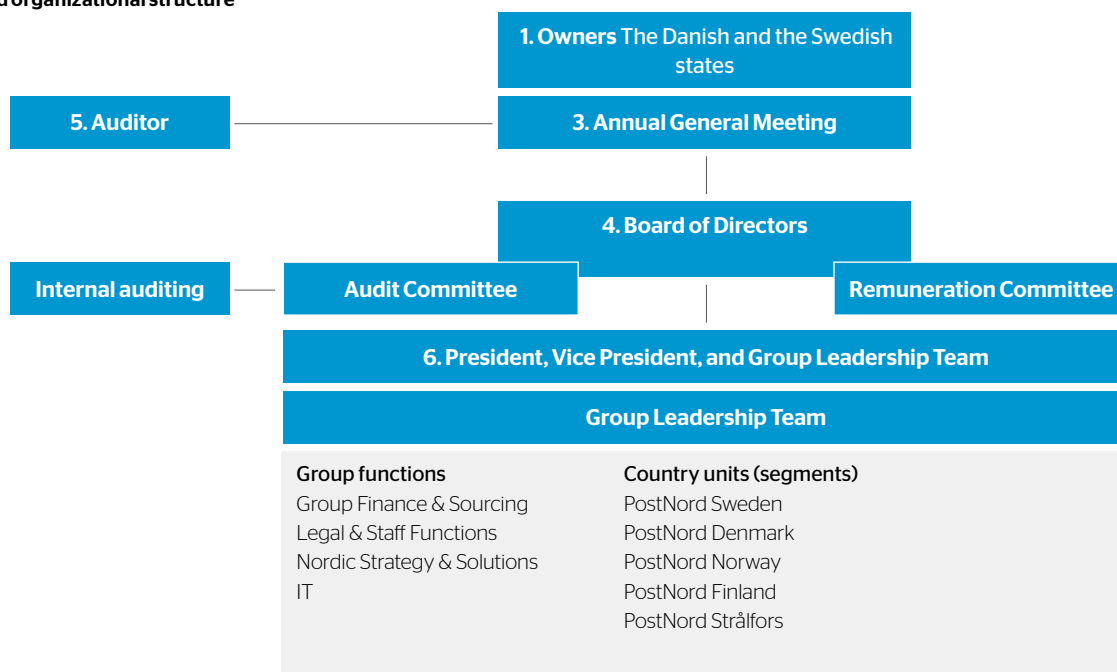 organizational structure
1. Owners The Danish and the Swedish
states
5. Auditor
3. Annual General Meeting
4. Board of Directors
Internal auditing
Audit Committee
Remuneration Committee
6. President, Vice President, and Group Leadership Team
Group Leadership Team
Group functions
Group Finance & Sourcing
Legal & Staff Functions
Nordic Strategy & Solutions
IT
Country units (segments)
PostNord Sweden
PostNord Denmark
PostNord Norway
PostNord Finland
PostNord Strålfors